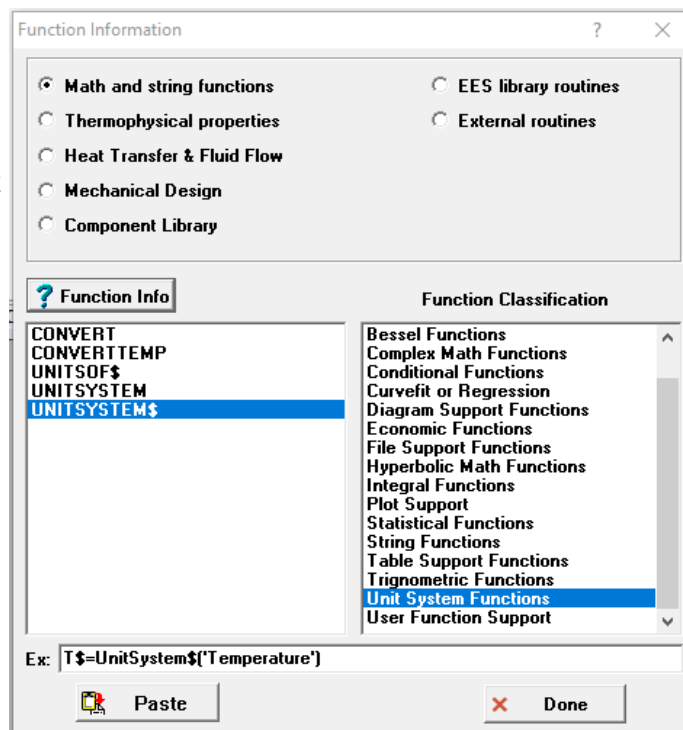 Function Information
?
Math and string functions
EES library routines
Thermophysical properties
External routines
Heat Transfer & Fluid Flow
Mechanical Design
Component Library
? Function Info
Function Classification
CONVERT
CONVERTTEMP
UNITSOF$
UNITSYSTEM
UNITSYSTEM$
Bessel Functions
Complex Math Functions
Conditional Functions
Curvefit or Regression
Diagram Support Functions
Economic Functions
File Support Functions
Hyperbolic Math Functions
Integral Functions
Plot Support
Statistical Functions
String Functions
Table Support Functions
Trignometric Functions
Unit System Functions
User Function Support
Ex: T$=UnitSystem$('Temperature')
Paste
Done